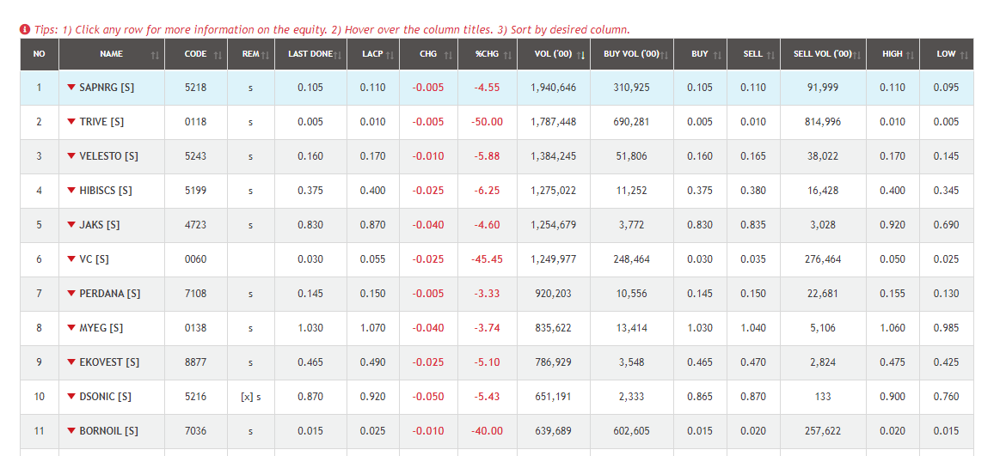 Tips: 1) Click any row for more information on the equity. 2) Hover over the column titles. 3) Sort by desired column.
NO NAME CODE REM LAST DONE LACP CHG %CHG VOL ('00) BUY VOL ('00) BUY SELL SELL VOL ('00) HIGH LOW
1 SAPNRG [S] 5218 s 0.105 0.110 -0.005 -4.55 1,940,646 310,925 0.105 0.110 91,999 0.110 0.095
2 TRIVE [S] 0118 s 0.005 0.010 -0.005 -50.00 1,787,448 690,281 0.005 0.010 814,996 0.010 0.005
3 VELESTO [S] 5243 s 0.160 0.170 -0.010 -5.88 1,384,245 51,806 0.160 0.165 38,022 0.170 0.145
4 HIBISCS [S] 5199 s 0.375 0.400 -0.025 -6.25 1,275,022 11,252 0.375 0.380 16,428 0.400 0.345
5 JAKS [S] 4723 s 0.830 0.870 -0.040 -4.60 1,254,679 3,772 0.830 0.835 3,028 0.920 0.690
6 VC [S] 0060 0.030 0.055 -0.025 -45.45 1,249,977 248,464 0.030 0.035 276,464 0.050 0.025
7 PERDANA [S] 7108 s 0.145 0.150 -0.005 -3.33 920,203 10,556 0.145 0.150 22,681 0.155 0.130
8 MYEG [S] 0138 s 1.030 1.070 -0.040 -3.74 835,622 13,414 1.030 1.040 5,106 1.060 0.985
9 EKOVEST [S] 8877 s 0.465 0.490 -0.025 -5.10 786,929 3,548 0.465 0.470 2,824 0.475 0.425
10 DSONIC [S] 5216 [x] s 0.870 0.920 -0.050 -5.43 651,191 2,333 0.865 0.870 133 0.900 0.760
11 BORNOIL [S] 7036 s 0.015 0.025 -0.010 -40.00 639,689 602,605 0.015 0.020 257,622 0.020 0.015